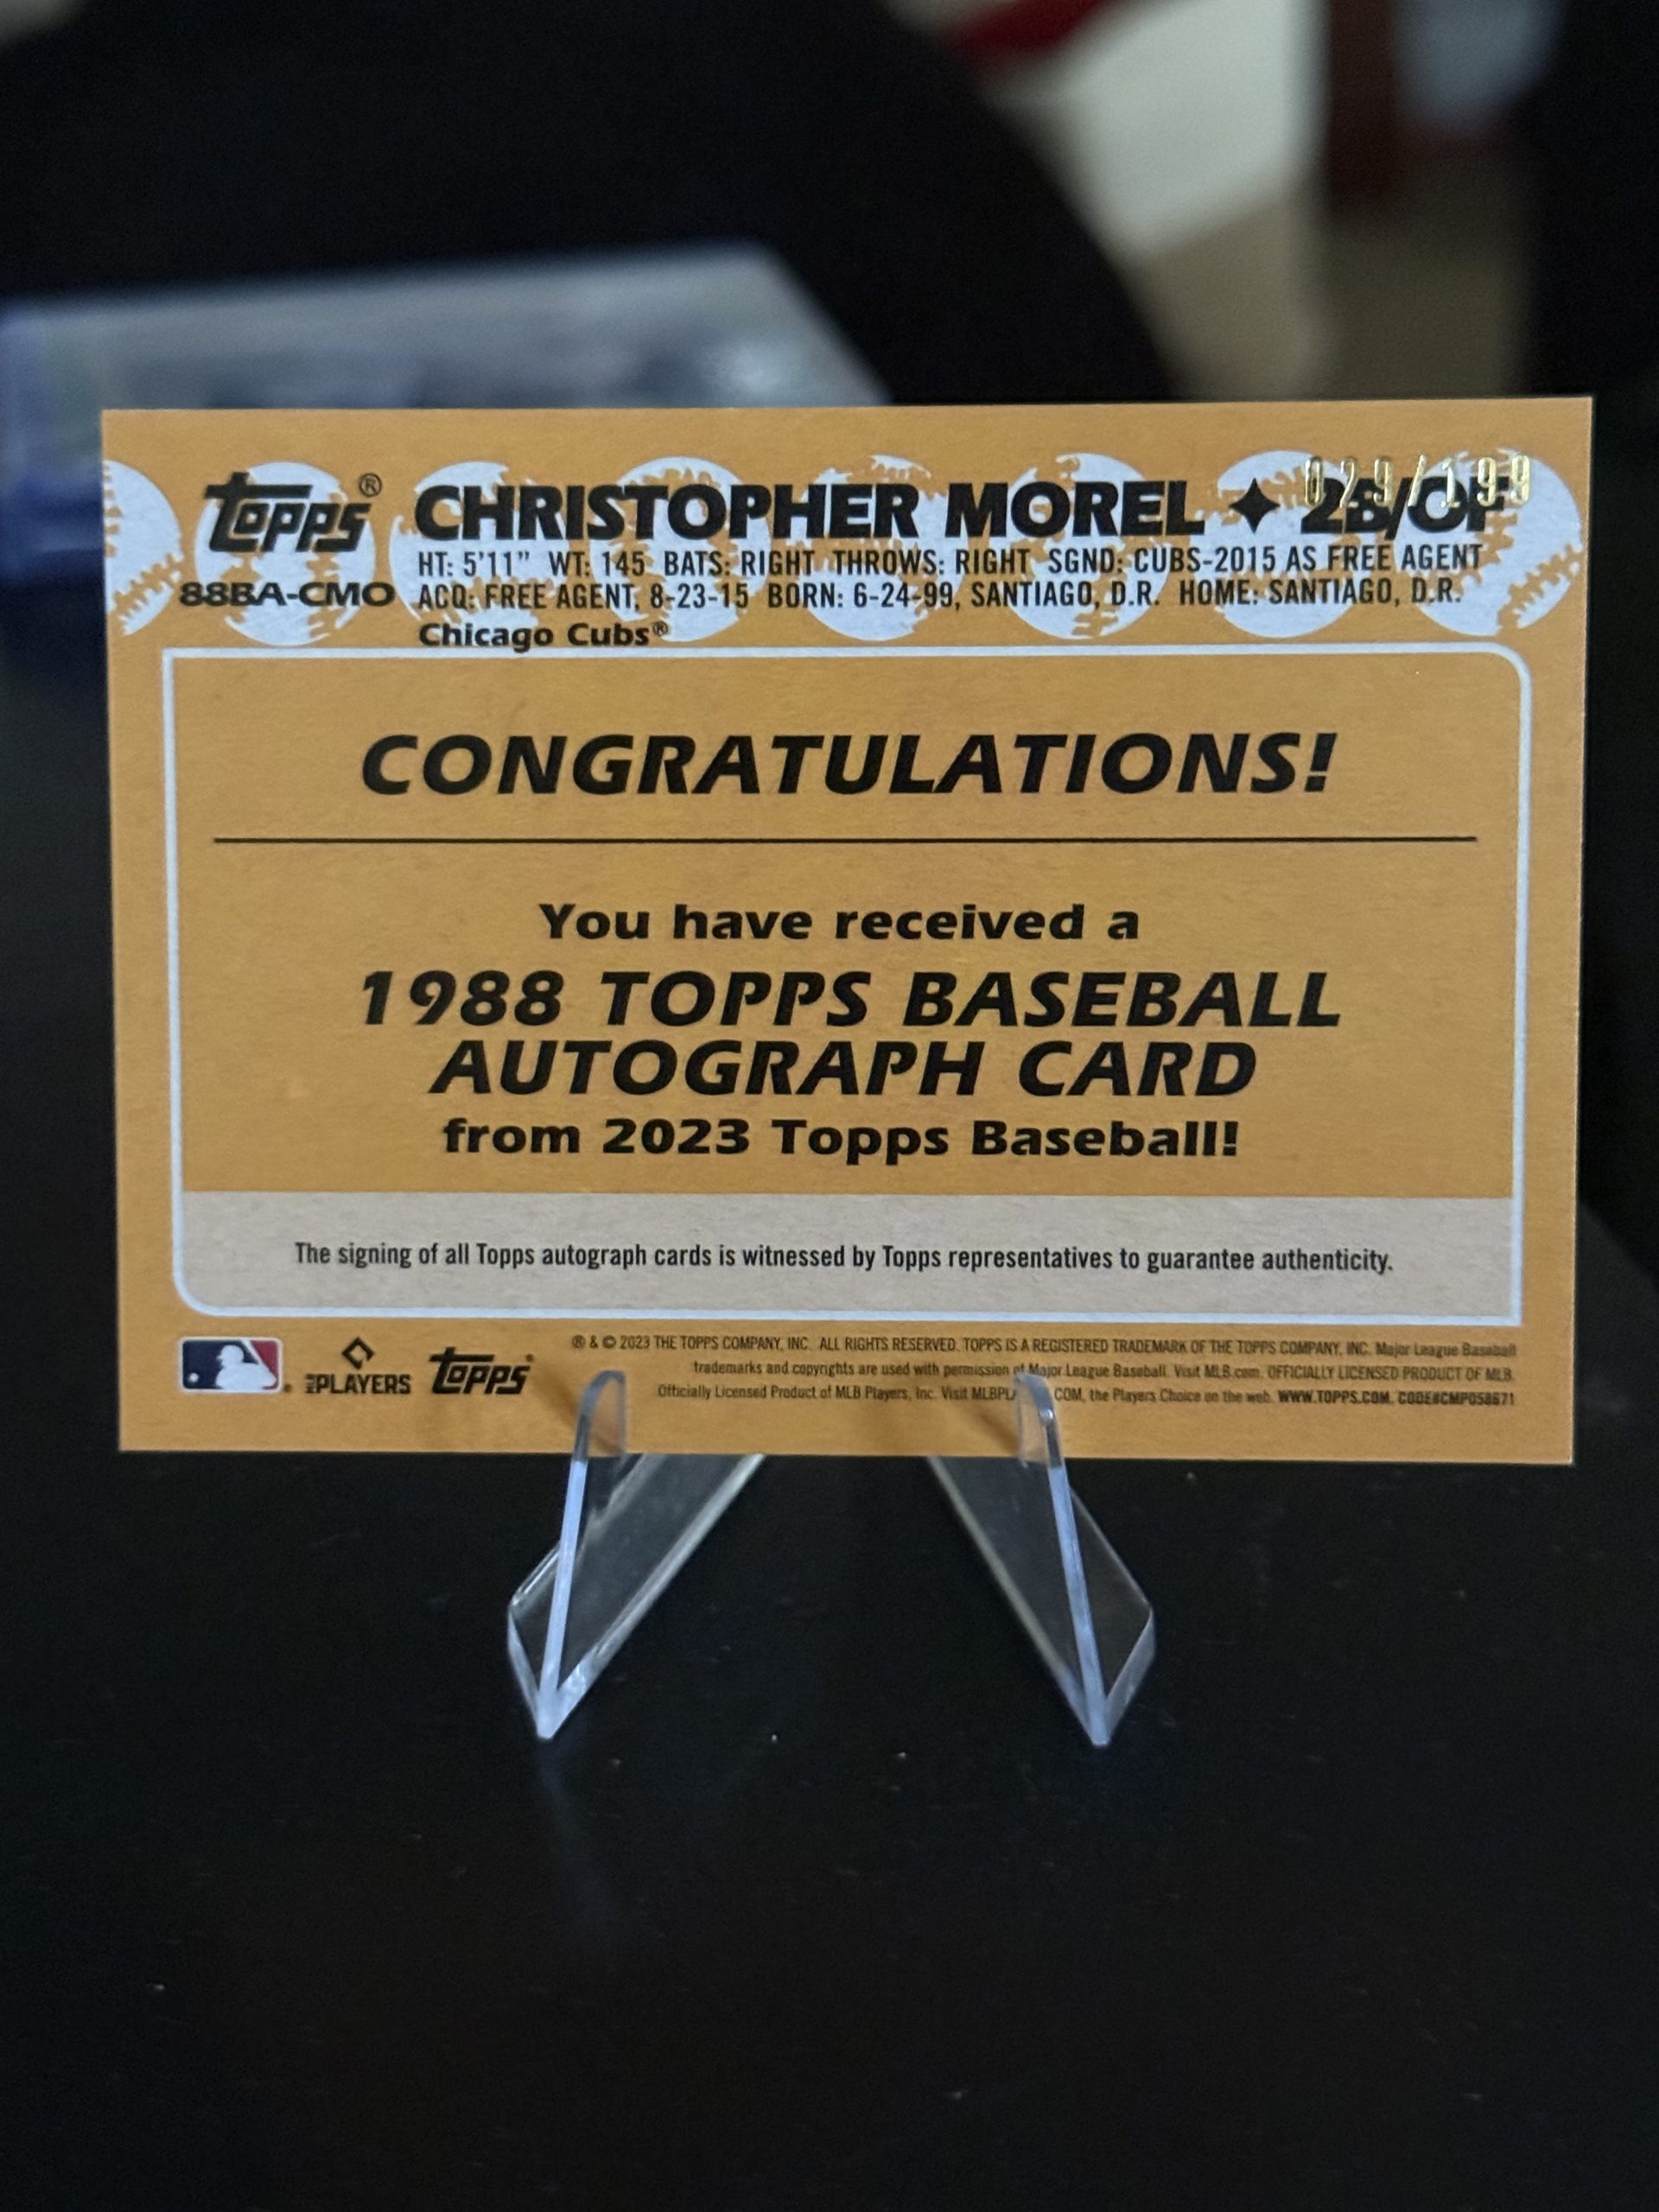 029/199
TOPPS® CHRISTOPHER MOREL ✦ 2B/OF
HT: 5'11" WT: 145 BATS: RIGHT THROWS: RIGHT SGND: CUBS-2015 AS FREE AGENT
88BA-CMO ACQ: FREE AGENT, 8-23-15 BORN: 6-24-99, SANTIAGO, D.R. HOME: SANTIAGO, D.R.
Chicago Cubs®
CONGRATULATIONS!
You have received a
1988 TOPPS BASEBALL
AUTOGRAPH CARD
from 2023 Topps Baseball!
The signing of all Topps autograph cards is witnessed by Topps representatives to guarantee authenticity.
PLAYERS TOPPS
® & © 2023 THE TOPPS COMPANY, INC. ALL RIGHTS RESERVED. TOPPS IS A REGISTERED TRADEMARK OF THE TOPPS COMPANY, INC. Major League Baseball
trademarks and copyrights are used with permission of Major League Baseball. Visit MLB.com. OFFICIALLY LICENSED PRODUCT OF MLB.
Officially Licensed Product of MLB Players, Inc. Visit MLBPL COM, the Players Choice on the web. WWW.TOPPS.COM. CODE#CMP058671